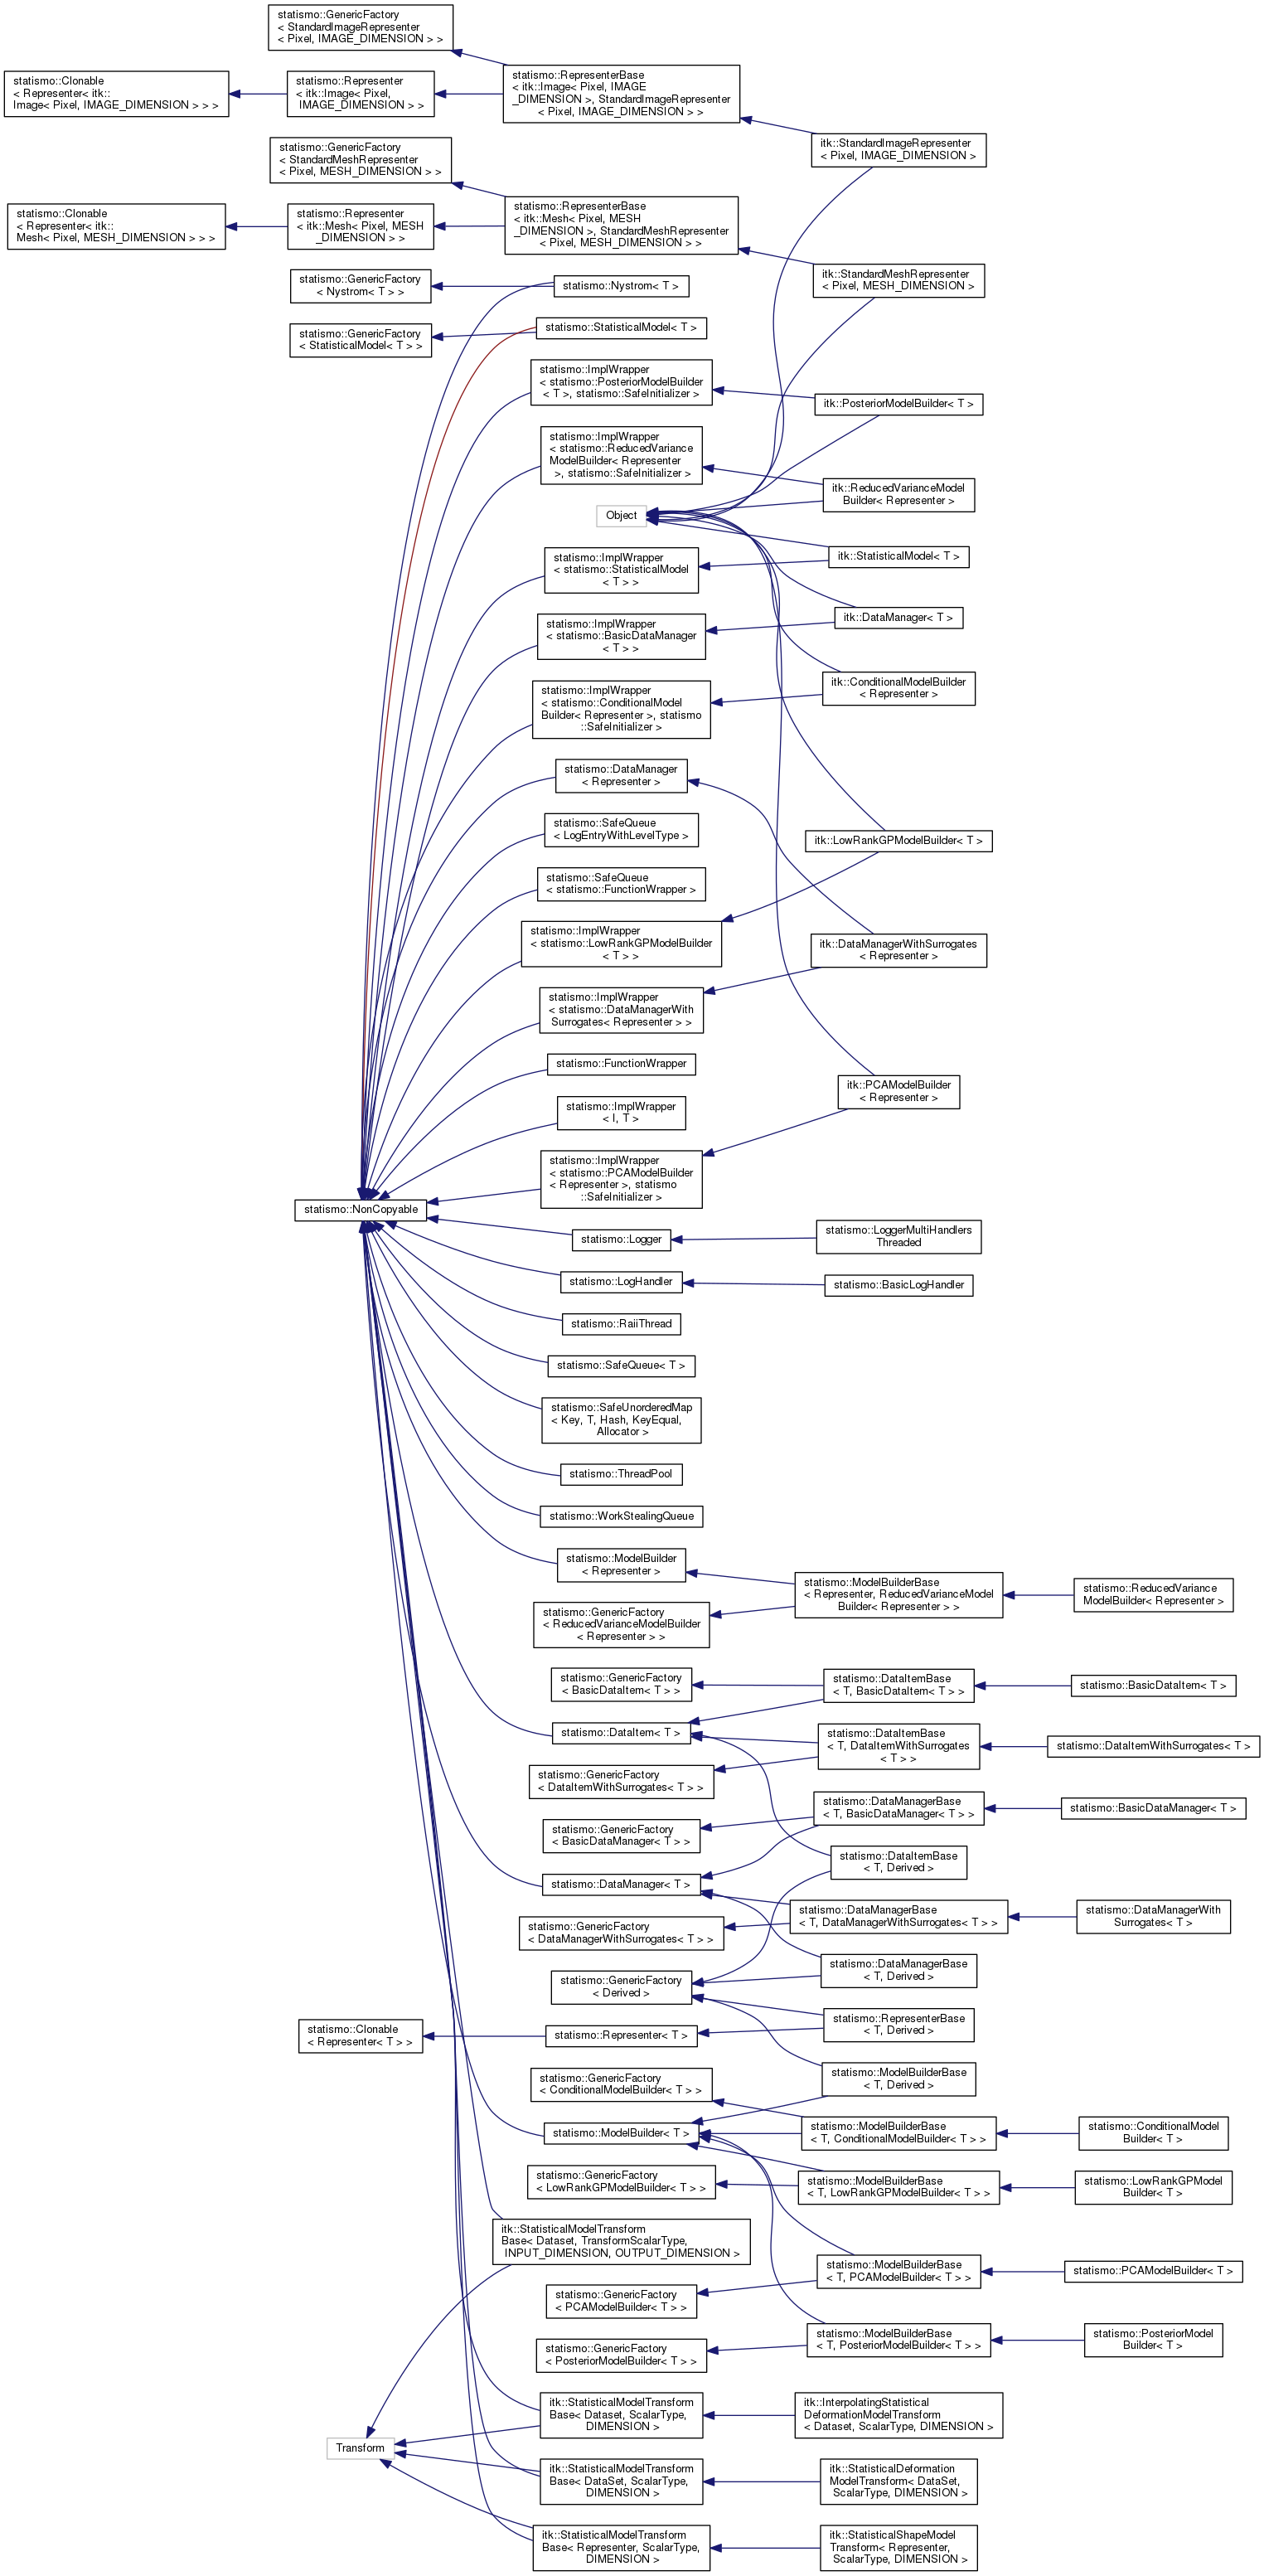 statismo::GenericFactory
< StandardImageRepresenter
< Pixel, IMAGE_DIMENSION > >
statismo::Clonable
< Representer< itk::
Image< Pixel, IMAGE_DIMENSION > > >
statismo::Representer
< itk::Image< Pixel,
IMAGE_DIMENSION > >
statismo::RepresenterBase
< itk::Image< Pixel, IMAGE
_DIMENSION >, StandardImageRepresenter
< Pixel, IMAGE_DIMENSION > >
itk::StandardImageRepresenter
< Pixel, IMAGE_DIMENSION >
statismo::GenericFactory
< StandardMeshRepresenter
< Pixel, MESH_DIMENSION > >
statismo::Clonable
< Representer< itk::
Mesh< Pixel, MESH_DIMENSION > > >
statismo::Representer
< itk::Mesh< Pixel, MESH
_DIMENSION > >
statismo::RepresenterBase
< itk::Mesh< Pixel, MESH
_DIMENSION >, StandardMeshRepresenter
< Pixel, MESH_DIMENSION > >
itk::StandardMeshRepresenter
< Pixel, MESH_DIMENSION >
statismo::GenericFactory
< Nystrom< T > >
statismo::Nystrom< T >
statismo::GenericFactory
< StatisticalModel< T > >
statismo::StatisticalModel< T >
statismo::ImplWrapper
< statismo::PosteriorModelBuilder
< T >, statismo::SafeInitializer >
itk::PosteriorModelBuilder< T >
statismo::ImplWrapper
< statismo::ReducedVariance
ModelBuilder< Representer
>, statismo::SafeInitializer >
itk::ReducedVarianceModel
Builder< Representer >
Object
statismo::ImplWrapper
< statismo::StatisticalModel
< T > >
itk::StatisticalModel< T >
statismo::ImplWrapper
< statismo::BasicDataManager
< T > >
itk::DataManager< T >
statismo::ImplWrapper
< statismo::ConditionalModel
Builder< Representer >, statismo
::SafeInitializer >
itk::ConditionalModelBuilder
< Representer >
statismo::DataManager
< Representer >
statismo::SafeQueue
< LogEntryWithLevelType >
itk::LowRankGPModelBuilder< T >
statismo::SafeQueue
< statismo::FunctionWrapper >
statismo::ImplWrapper
< statismo::LowRankGPModelBuilder
< T > >
itk::DataManagerWithSurrogates
< Representer >
statismo::ImplWrapper
< statismo::DataManagerWith
Surrogates< Representer > >
statismo::FunctionWrapper
itk::PCAModelBuilder
< Representer >
statismo::ImplWrapper
< I, T >
statismo::ImplWrapper
< statismo::PCAModelBuilder
< Representer >, statismo
::SafeInitializer >
statismo::NonCopyable
statismo::Logger
statismo::LoggerMultiHandlers
Threaded
statismo::LogHandler
statismo::BasicLogHandler
statismo::RaiiThread
statismo::SafeQueue< T >
statismo::SafeUnorderedMap
< Key, T, Hash, KeyEqual,
Allocator >
statismo::ThreadPool
statismo::WorkStealingQueue
statismo::ModelBuilder
< Representer >
statismo::ModelBuilderBase
< Representer, ReducedVarianceModel
Builder< Representer > >
statismo::ReducedVariance
ModelBuilder< Representer >
statismo::GenericFactory
< ReducedVarianceModelBuilder
< Representer > >
statismo::GenericFactory
< BasicDataItem< T > >
statismo::DataItemBase
< T, BasicDataItem< T > >
statismo::BasicDataItem< T >
statismo::DataItem< T >
statismo::DataItemBase
< T, DataItemWithSurrogates
< T > >
statismo::DataItemWithSurrogates< T >
statismo::GenericFactory
< DataItemWithSurrogates< T > >
statismo::DataManagerBase
< T, BasicDataManager< T > >
statismo::BasicDataManager< T >
statismo::GenericFactory
< BasicDataManager< T > >
statismo::DataItemBase
< T, Derived >
statismo::DataManager< T >
statismo::DataManagerBase
< T, DataManagerWithSurrogates< T > >
statismo::DataManagerWith
Surrogates< T >
statismo::GenericFactory
< DataManagerWithSurrogates< T > >
statismo::DataManagerBase
< T, Derived >
statismo::GenericFactory
< Derived >
statismo::RepresenterBase
< T, Derived >
statismo::Clonable
< Representer< T > >
statismo::Representer< T >
statismo::ModelBuilderBase
< T, Derived >
statismo::GenericFactory
< ConditionalModelBuilder< T > >
statismo::ModelBuilder< T >
statismo::ModelBuilderBase
< T, ConditionalModelBuilder< T > >
statismo::ConditionalModel
Builder< T >
statismo::GenericFactory
< LowRankGPModelBuilder< T > >
statismo::ModelBuilderBase
< T, LowRankGPModelBuilder< T > >
statismo::LowRankGPModel
Builder< T >
itk::StatisticalModelTransform
Base< Dataset, TransformScalarType,
INPUT_DIMENSION, OUTPUT_DIMENSION >
statismo::ModelBuilderBase
< T, PCAModelBuilder< T > >
statismo::PCAModelBuilder< T >
statismo::GenericFactory
< PCAModelBuilder< T > >
statismo::ModelBuilderBase
< T, PosteriorModelBuilder< T > >
statismo::PosteriorModel
Builder< T >
statismo::GenericFactory
< PosteriorModelBuilder< T > >
itk::StatisticalModelTransform
Base< Dataset, ScalarType,
DIMENSION >
itk::InterpolatingStatistical
DeformationModelTransform
< Dataset, ScalarType, DIMENSION >
Transform
itk::StatisticalModelTransform
Base< DataSet, ScalarType,
DIMENSION >
itk::StatisticalDeformation
ModelTransform< DataSet,
ScalarType, DIMENSION >
itk::StatisticalModelTransform
Base< Representer, ScalarType,
DIMENSION >
itk::StatisticalShapeModel
Transform< Representer,
ScalarType, DIMENSION >